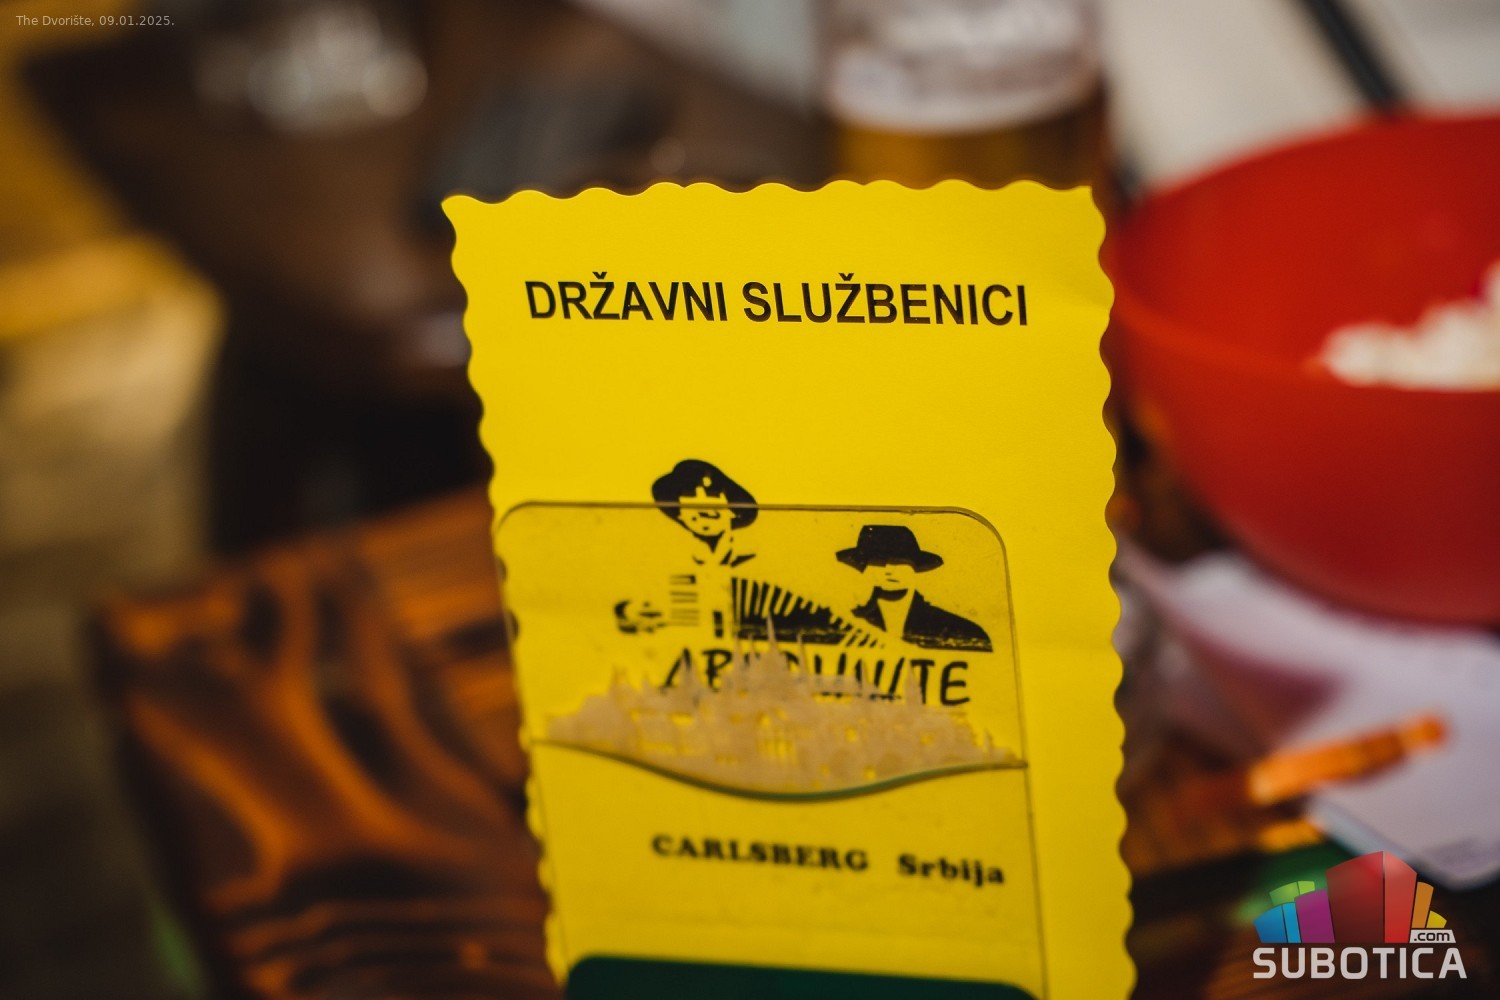 The Dvorište, 09.01.2025.
DRŽAVNI SLUŽBENICI
CARLSBERG Srbija
.com
SUBOTICA